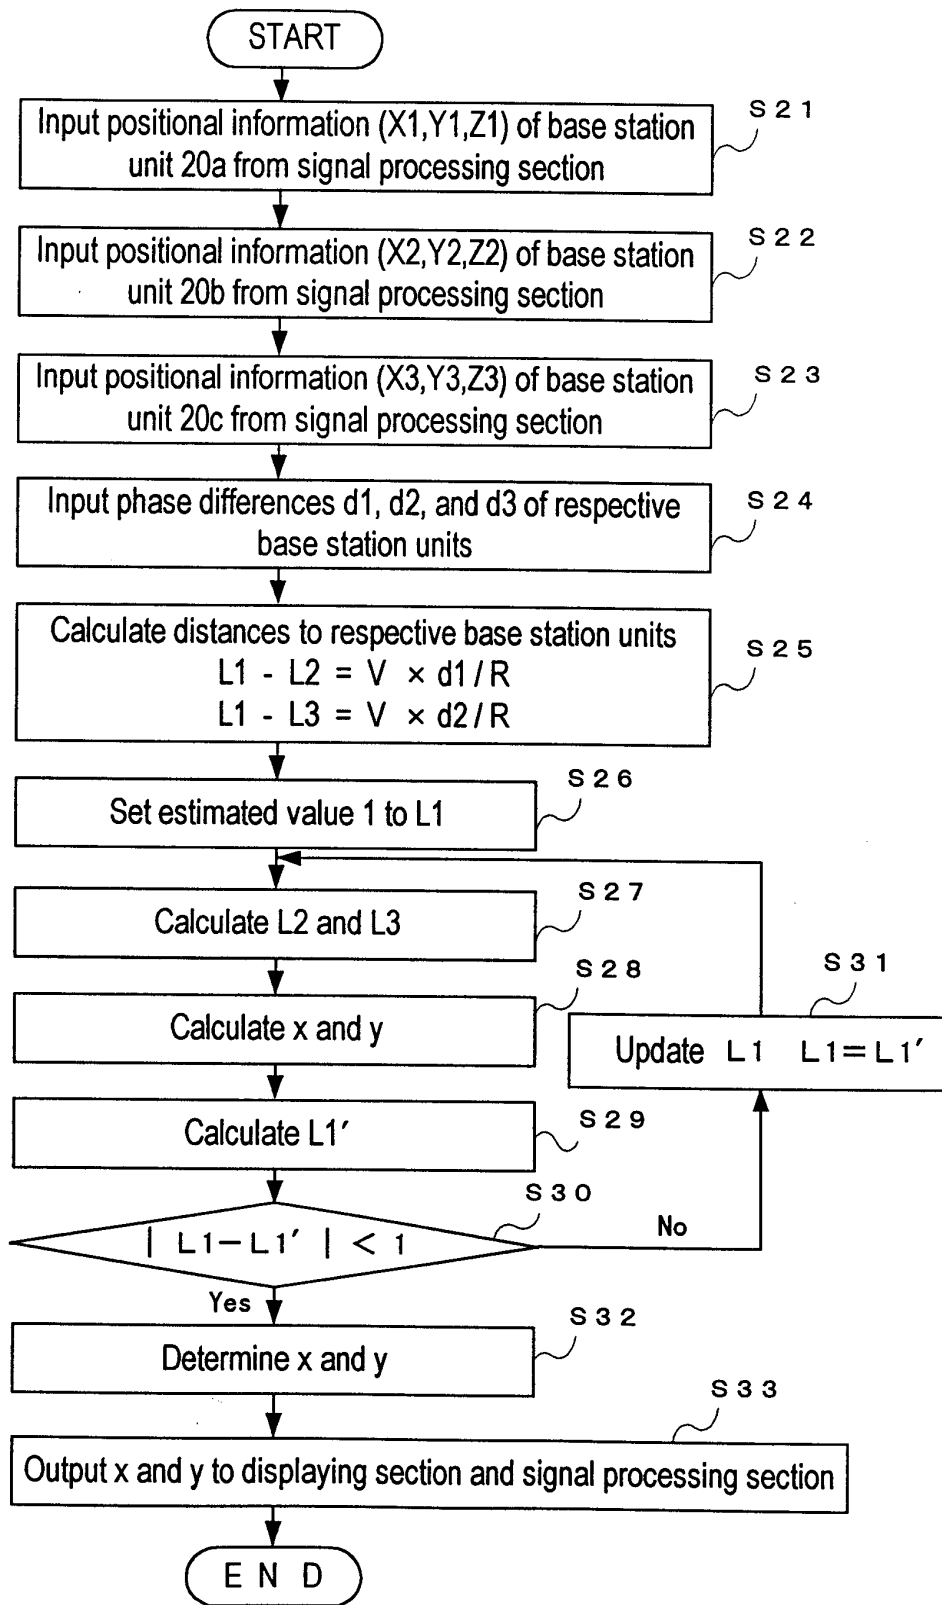 START
S21
Input positional information (X1,Y1,Z1) of base station
unit 20a from signal processing section
S22
Input positional information (X2,Y2,Z2) of base station
unit 20b from signal processing section
S23
Input positional information (X3,Y3,Z3) of base station
unit 20c from signal processing section
S24
Input phase differences d1, d2, and d3 of respective
base station units
S25
Calculate distances to respective base station units
L1 - L2 = V × d1/R
L1 - L3 = V × d2/R
S26
Set estimated value 1 to L1
S27
Calculate L2 and L3
S28
Calculate x and y
S31
Update L1 L1=L1′
S29
Calculate L1′
S30
| L1−L1′ | < 1
No
Yes
S32
Determine x and y
S33
Output x and y to displaying section and signal processing section
END